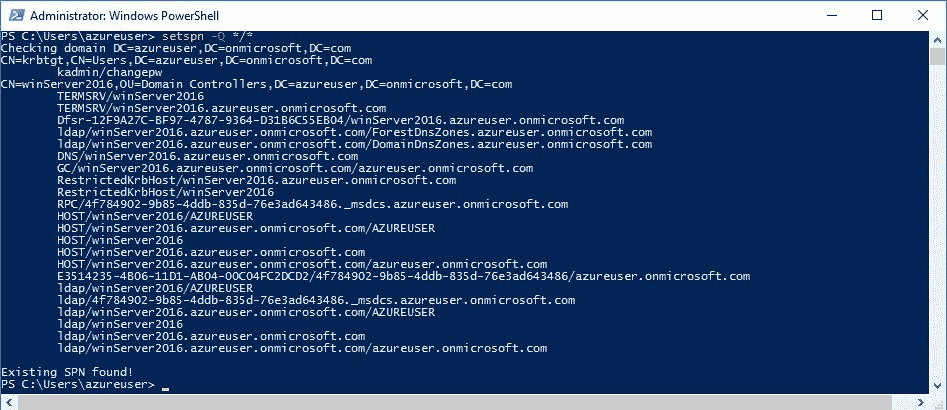 Administrator: Windows PowerShell
PS C:\Users\azureuser> setspn -Q */*
Checking domain DC=azureuser,DC=onmicrosoft,DC=com
CN=krbtgt,CN=Users,DC=azureuser,DC=onmicrosoft,DC=com
kadmin/changepw
CN=winServer2016,OU=Domain Controllers,DC=azureuser,DC=onmicrosoft,DC=com
TERMSRV/winServer2016
TERMSRV/winServer2016.azureuser.onmicrosoft.com
Dfsr-12F9A27C-BF97-4787-9364-D31B6C55EB04/winServer2016.azureuser.onmicrosoft.com
ldap/winServer2016.azureuser.onmicrosoft.com/ForestDnsZones.azureuser.onmicrosoft.com
ldap/winServer2016.azureuser.onmicrosoft.com/DomainDnsZones.azureuser.onmicrosoft.com
DNS/winServer2016.azureuser.onmicrosoft.com
GC/winServer2016.azureuser.onmicrosoft.com/azureuser.onmicrosoft.com
RestrictedKrbHost/winServer2016.azureuser.onmicrosoft.com
RestrictedKrbHost/winServer2016
RPC/4f784902-9b85-4ddb-835d-76e3ad643486._msdcs.azureuser.onmicrosoft.com
HOST/winServer2016/AZUREUSER
HOST/winServer2016.azureuser.onmicrosoft.com/AZUREUSER
HOST/winServer2016
HOST/winServer2016.azureuser.onmicrosoft.com
HOST/winServer2016.azureuser.onmicrosoft.com/azureuser.onmicrosoft.com
E3514235-4B06-11D1-AB04-00C04FC2DCD2/4f784902-9b85-4ddb-835d-76e3ad643486/azureuser.onmicrosoft.com
ldap/winServer2016/AZUREUSER
ldap/4f784902-9b85-4ddb-835d-76e3ad643486._msdcs.azureuser.onmicrosoft.com
ldap/winServer2016.azureuser.onmicrosoft.com/AZUREUSER
ldap/winServer2016
ldap/winServer2016.azureuser.onmicrosoft.com
ldap/winServer2016.azureuser.onmicrosoft.com/azureuser.onmicrosoft.com
Existing SPN found!
PS C:\Users\azureuser> _